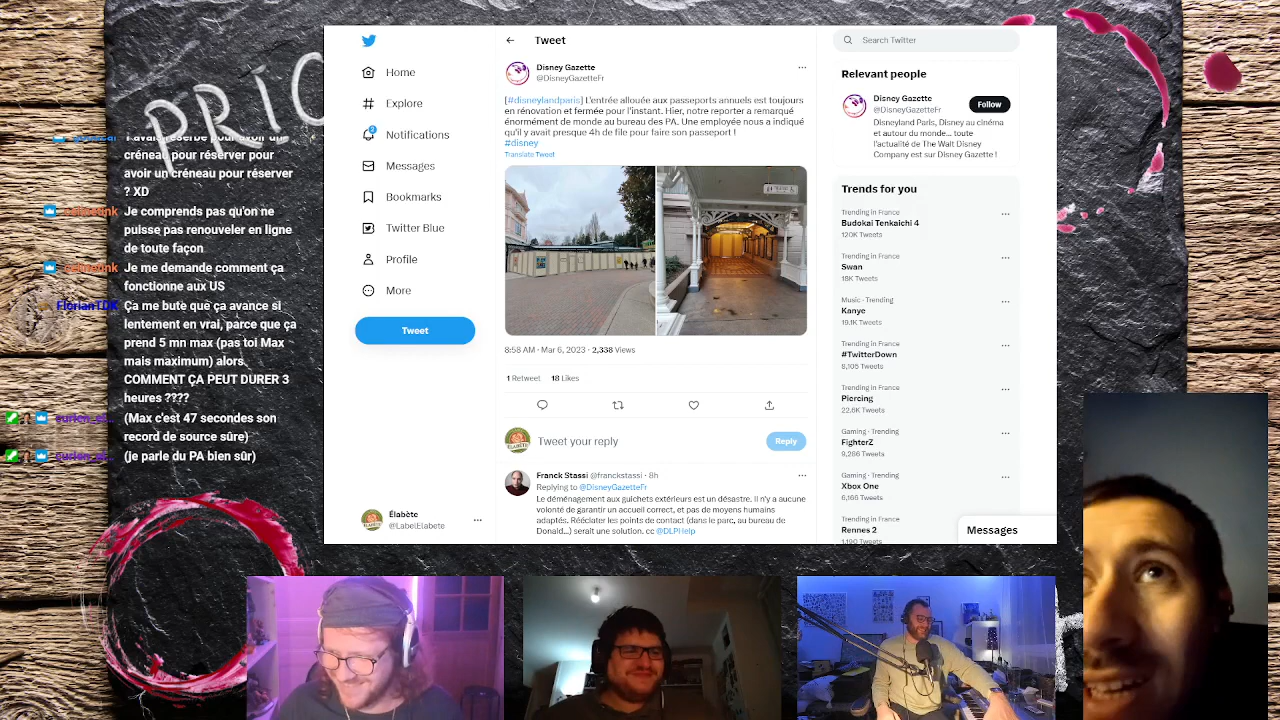 PRIO
créneau pour réserver pour
avoir un créneau pour réserver
? XD
Je comprends pas qu'on ne
puisse pas renouveler en ligne
de toute façon
Je me demande comment ça
fonctionne aux US
FlorianTDK
Ça me bute que ça avance si
lentement en vrai, parce que ça
prend 5 mn max (pas toi Max
mais maximum) alors
COMMENT ÇA PEUT DURER 3
heures ????
(Max c'est 47 secondes son
record de source sûre)
(je parle du PA bien sûr)
Home
Explore
2
Notifications
Messages
Bookmarks
Twitter Blue
Profile
More
Tweet
Élabète
@LabelElabete
Tweet
Disney Gazette
@DisneyGazetteFr
[#disneylandparis] L'entrée allouée aux passeports annuels est toujours
en rénovation et fermée pour l'instant. Hier, notre reporter a remarqué
énormément de monde au bureau des PA. Une employée nous a indiqué
qu'il y avait presque 4h de file pour faire son passeport !
#disney
Translate Tweet
8:58 AM · Mar 6, 2023 · 2,338 Views
1 Retweet 18 Likes
ELABETE
Tweet your reply
Reply
Franck Stassi @franckstassi · 8h
Replying to @DisneyGazetteFr
Le déménagement aux guichets extérieurs est un désastre. Il n'y a aucune
volonté de garantir un accueil correct, et pas de moyens humains
adaptés. Rééclater les points de contact (dans le parc, au bureau de
Donald...) serait une solution. cc @DLPHelp
Search Twitter
Relevant people
Disney Gazette
@DisneyGazetteFr
Follow
Disneyland Paris, Disney au cinéma
et autour du monde... toute
l'actualité de The Walt Disney
Company est sur Disney Gazette !
Trends for you
Trending in France
Budokai Tenkaichi 4
120K Tweets
Trending in France
Swan
18K Tweets
Music · Trending
Kanye
19.1K Tweets
Trending in France
#TwitterDown
8,105 Tweets
Trending in France
Piercing
22.6K Tweets
Gaming · Trending
FighterZ
9,286 Tweets
Gaming · Trending
Xbox One
6,166 Tweets
Trending in France
Rennes 2
1,190 Tweets
Messages